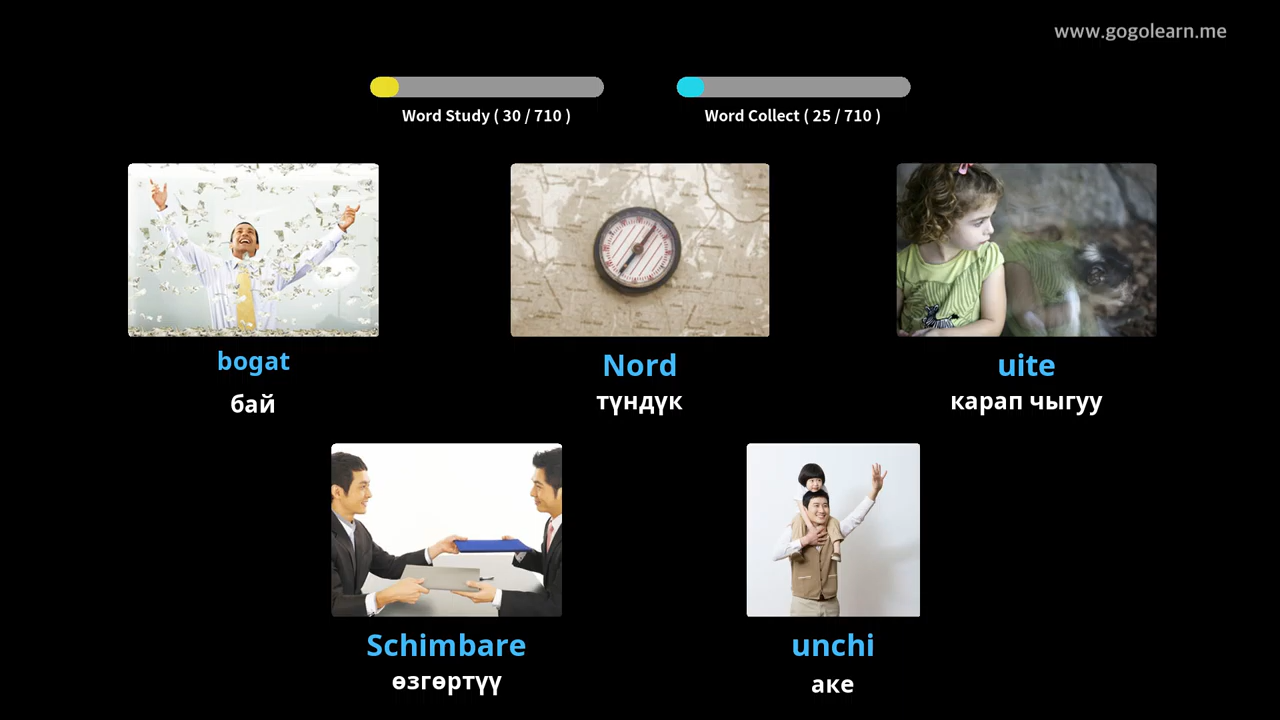 www.gogolearn.me
Word Study ( 30 / 710 )
Word Collect ( 25 / 710 )
bogat
бай
Nord
түндүк
uite
карап чыгуу
Schimbare
өзгөртүү
unchi
аке